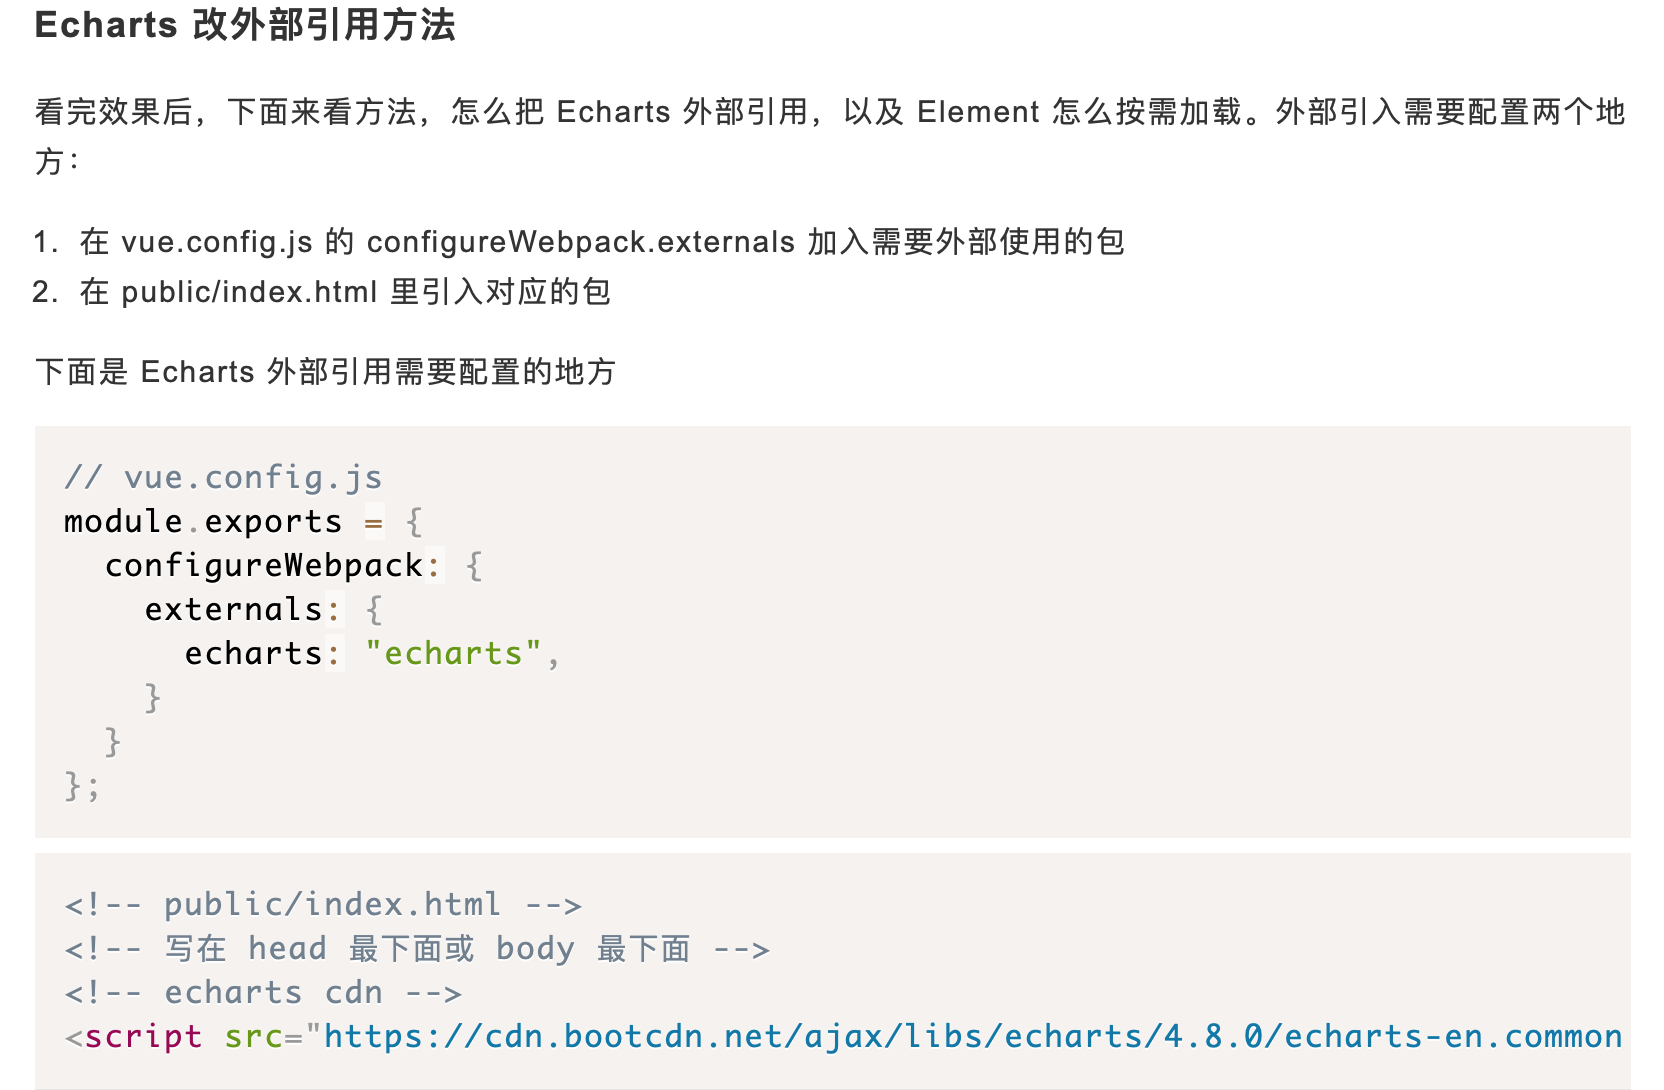 Echarts 改外部引用方法
看完效果后，下面来看方法，怎么把 Echarts 外部引用，以及 Element 怎么按需加载。外部引入需要配置两个地
方：
1. 在 vue.config.js 的 configureWebpack.externals 加入需要外部使用的包
2. 在 public/index.html 里引入对应的包
下面是 Echarts 外部引用需要配置的地方
// vue.config.js
module.exports = {
  configureWebpack: {
    externals: {
      echarts: "echarts",
    }
  }
};
<!-- public/index.html -->
<!-- 写在 head 最下面或 body 最下面 -->
<!-- echarts cdn -->
<script src="https://cdn.bootcdn.net/ajax/libs/echarts/4.8.0/echarts-en.common